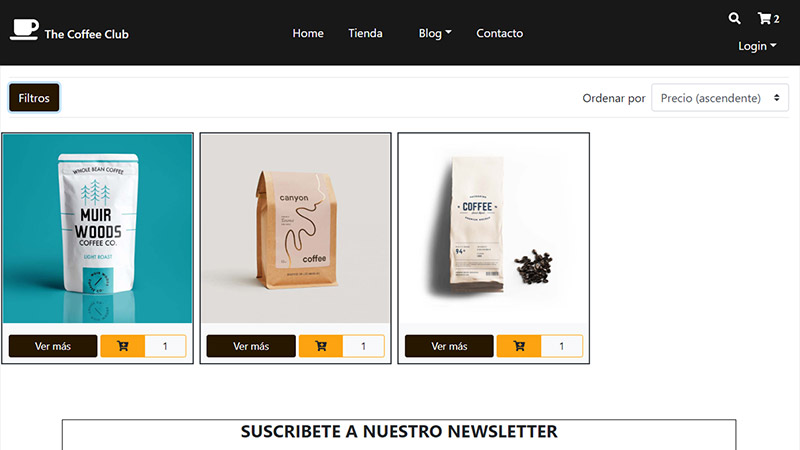 The Coffee Club
Home Tienda Blog Contacto
2
Login
Filtros
Ordenar por Precio (ascendente)
WHOLE BEAN COFFEE
MUIR
WOODS
COFFEE CO.
LIGHT ROAST
canyon
coffee
COFFEE
94
Ver más 1
Ver más 1
Ver más 1
SUSCRIBETE A NUESTRO NEWSLETTER